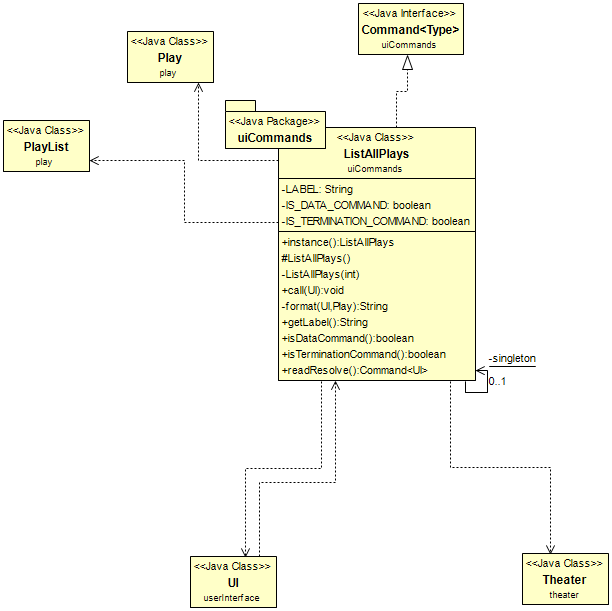 <<Java Interface>>
Command<Type>
uiCommands
<<Java Class>>
Play
play
<<Java Class>>
PlayList
play
<<Java Package>>
uiCommands
<<Java Class>>
ListAllPlays
uiCommands
-LABEL: String
-IS_DATA_COMMAND: boolean
-IS_TERMINATION_COMMAND: boolean
+instance():ListAllPlays
#ListAllPlays()
-ListAllPlays(int)
+call(UI):void
-format(UI,Play):String
+getLabel():String
+isDataCommand():boolean
+isTerminationCommand():boolean
+readResolve():Command<UI>
-singleton
0..1
<<Java Class>>
UI
userInterface
<<Java Class>>
Theater
theater